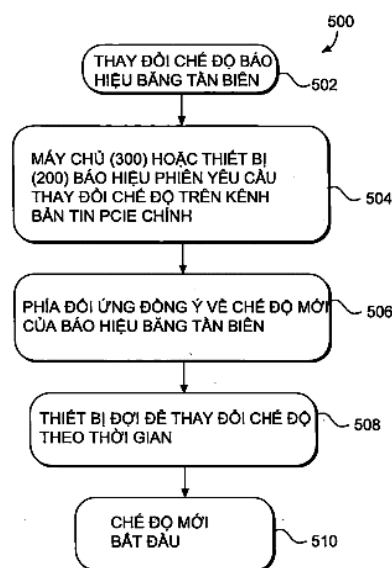 500
THAY ĐỔI CHẾ ĐỘ BÁO
HIỆU BĂNG TẦN BIÊN
502
MÁY CHỦ (300) HOẶC THIẾT BỊ
(200) BÁO HIỆU PHIÊN YÊU CẦU
THAY ĐỔI CHẾ ĐỘ TRÊN KÊNH
BẢN TIN PCIE CHÍNH
504
PHÍA ĐỐI ỨNG ĐỒNG Ý VỀ CHẾ ĐỘ MỚI
CỦA BÁO HIỆU BĂNG TẦN BIÊN
506
THIẾT BỊ ĐỢI ĐỂ THAY ĐỔI CHẾ ĐỘ
THEO THỜI GIAN
508
CHẾ ĐỘ MỚI
BẮT ĐẦU
510